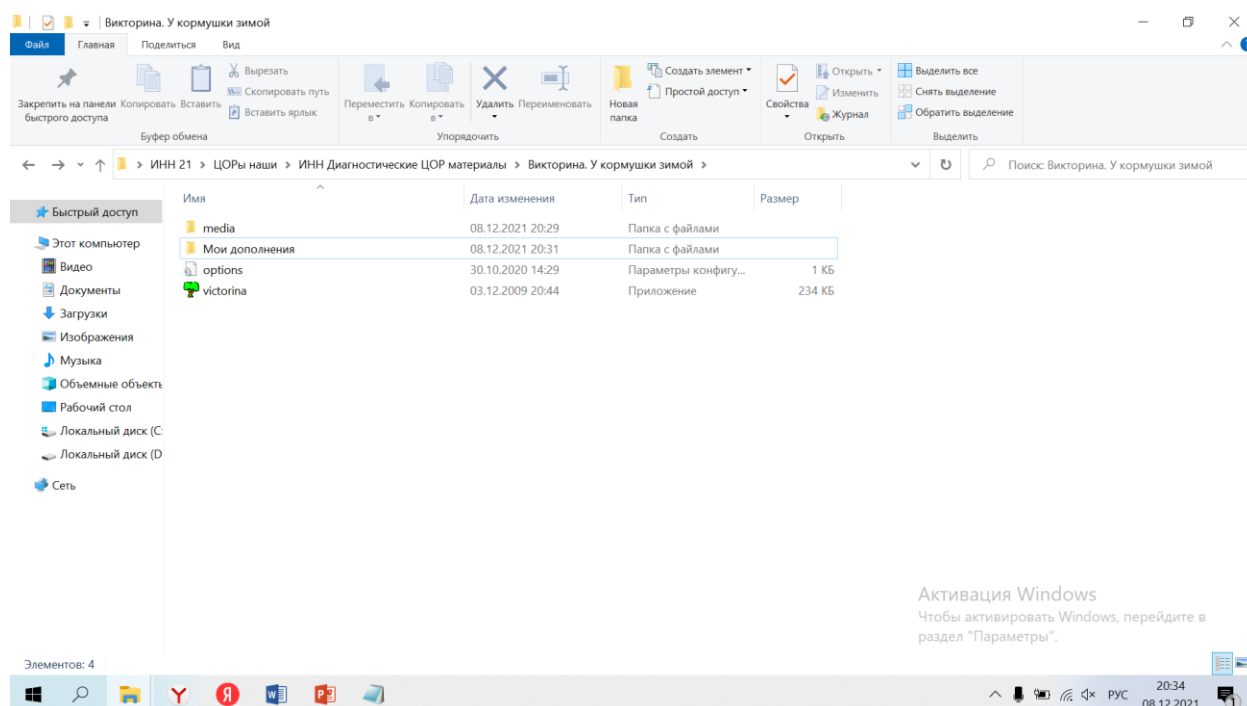 Викторина. У кормушки зимой
Файл Главная Поделиться Вид
Закрепить на панели быстрого доступа
Копировать
Вставить
Вырезать
Скопировать путь
Вставить ярлык
Буфер обмена
Переместить в
Копировать в
Удалить
Переименовать
Упорядочить
Новая папка
Создать элемент
Простой доступ
Создать
Свойства
Открыть
Изменить
Журнал
Открыть
Выделить все
Снять выделение
Обратить выделение
Выделить
ИНН 21 > ЦОРы наши > ИНН Диагностические ЦОР материалы > Викторина. У кормушки зимой >
Поиск: Викторина. У кормушки зимой
Имя Дата изменения Тип Размер
media 08.12.2021 20:29 Папка с файлами
Мои дополнения 08.12.2021 20:31 Папка с файлами
options 30.10.2020 14:29 Параметры конфигу... 1 КБ
victorina 03.12.2009 20:44 Приложение 234 КБ
Быстрый доступ
Этот компьютер
Видео
Документы
Загрузки
Изображения
Музыка
Объемные объекты
Рабочий стол
Локальный диск (C:
Локальный диск (D
Сеть
Активация Windows
Чтобы активировать Windows, перейдите в
раздел "Параметры".
Элементов: 4
РУС
20:34
08.12.2021